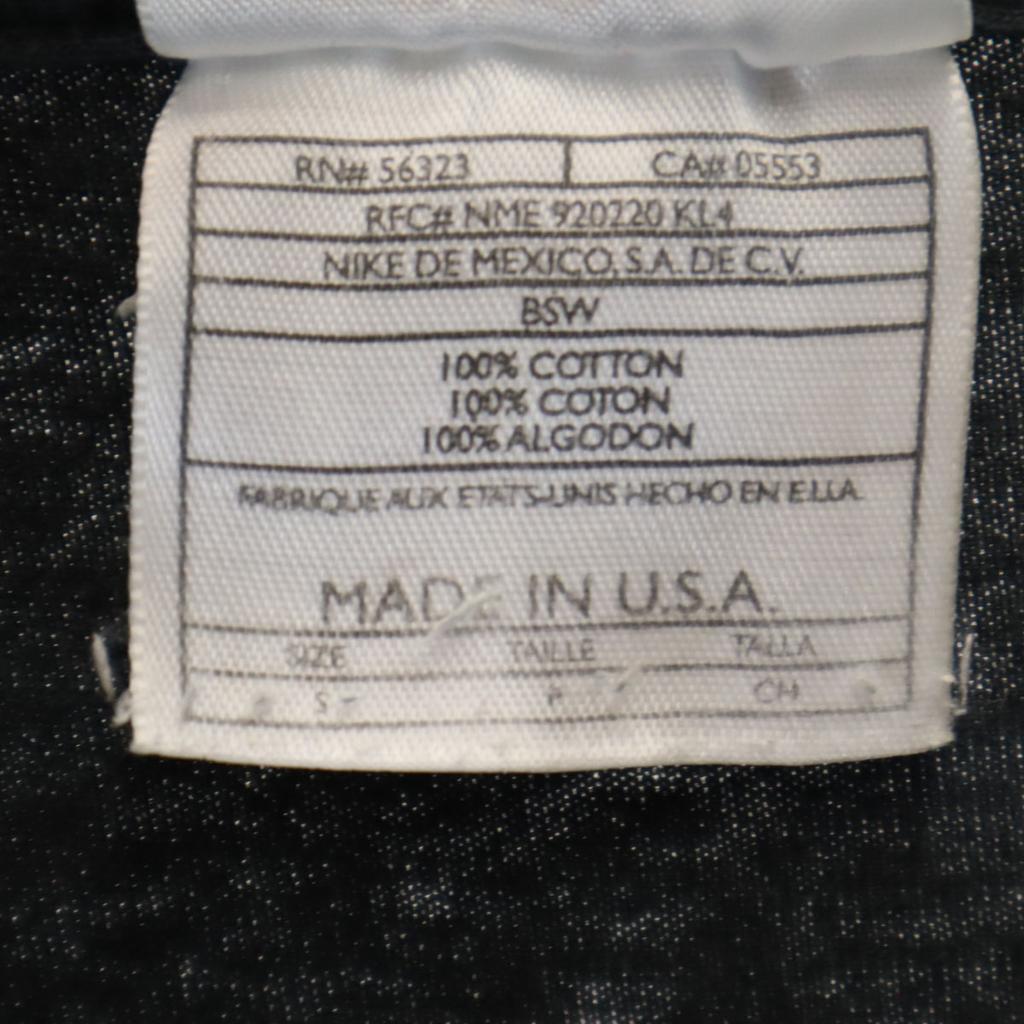 RN# 56323 CA# 05553
RFC# NME 920220 KL4
NIKE DE MEXICO, S.A. DE C.V.
BSW
100% COTTON
100% COTON
100% ALGODON
FABRIQUE AUX ETATS-UNIS HECHO EN E.U.A.
MADE IN U.S.A.
SIZE TAILLE TALLA
S P CH